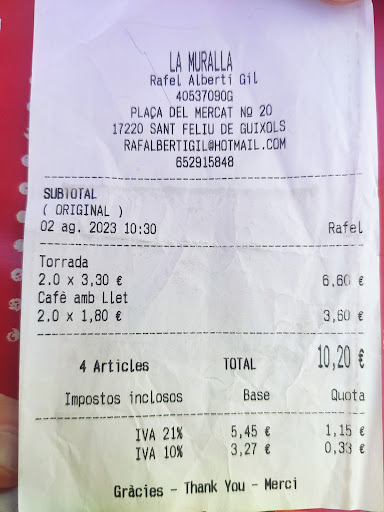 LA MURALLA
Rafel Albertí Gil
40537090G
PLAÇA DEL MERCAT Nº 20
17220 SANT FELIU DE GUIXOLS
RAFALBERTIGIL@HOTMAIL.COM
652915848
SUBTOTAL
( ORIGINAL )
02 ag. 2023 10:30 Rafel
Torrada
2.0 x 3,30 € 6,60 €
Cafè amb Llet
2.0 x 1,80 € 3,60 €
4 Articles TOTAL 10,20 €
Impostos inclosos Base Quota
IVA 21% 5,45 € 1,15 €
IVA 10% 3,27 € 0,33 €
Gràcies - Thank You - Merci